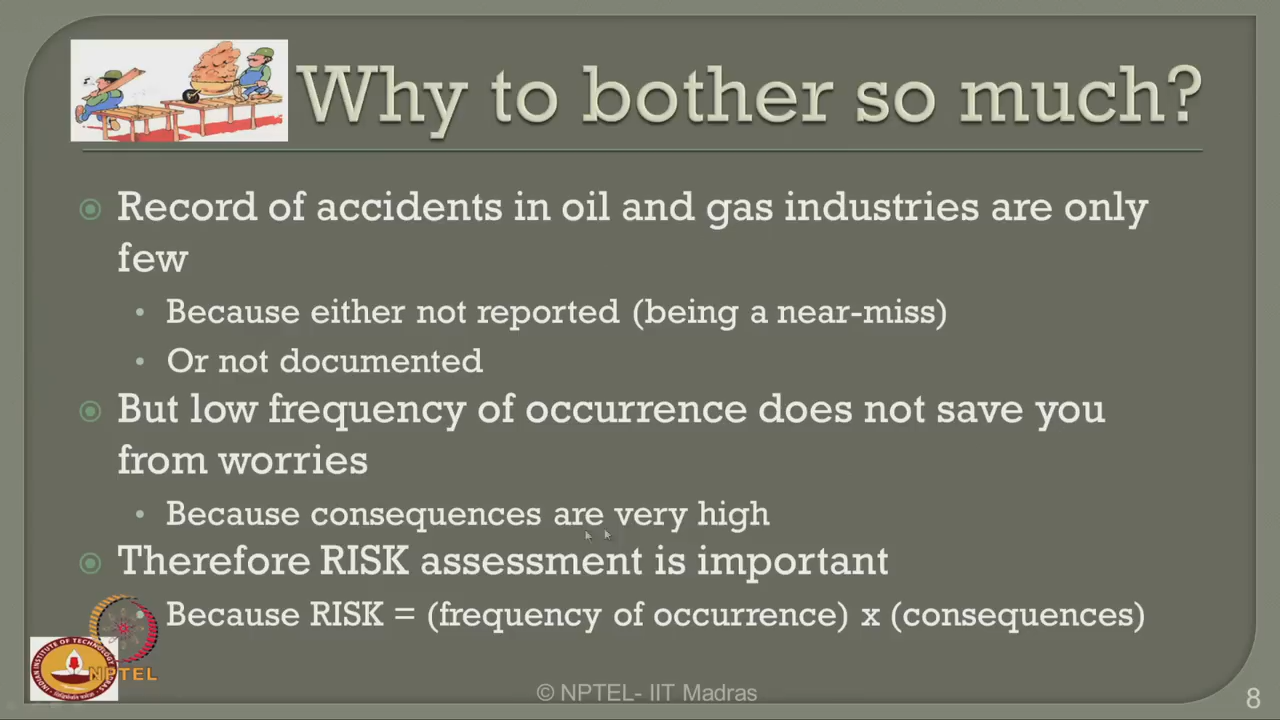 Why to bother so much?
Record of accidents in oil and gas industries are only
few
Because either not reported (being a near-miss)
Or not documented
But low frequency of occurrence does not save you
from worries
Because consequences are very high
Therefore RISK assessment is important
Because RISK = (frequency of occurrence) x (consequences)
NPTEL
© NPTEL- IIT Madras
8